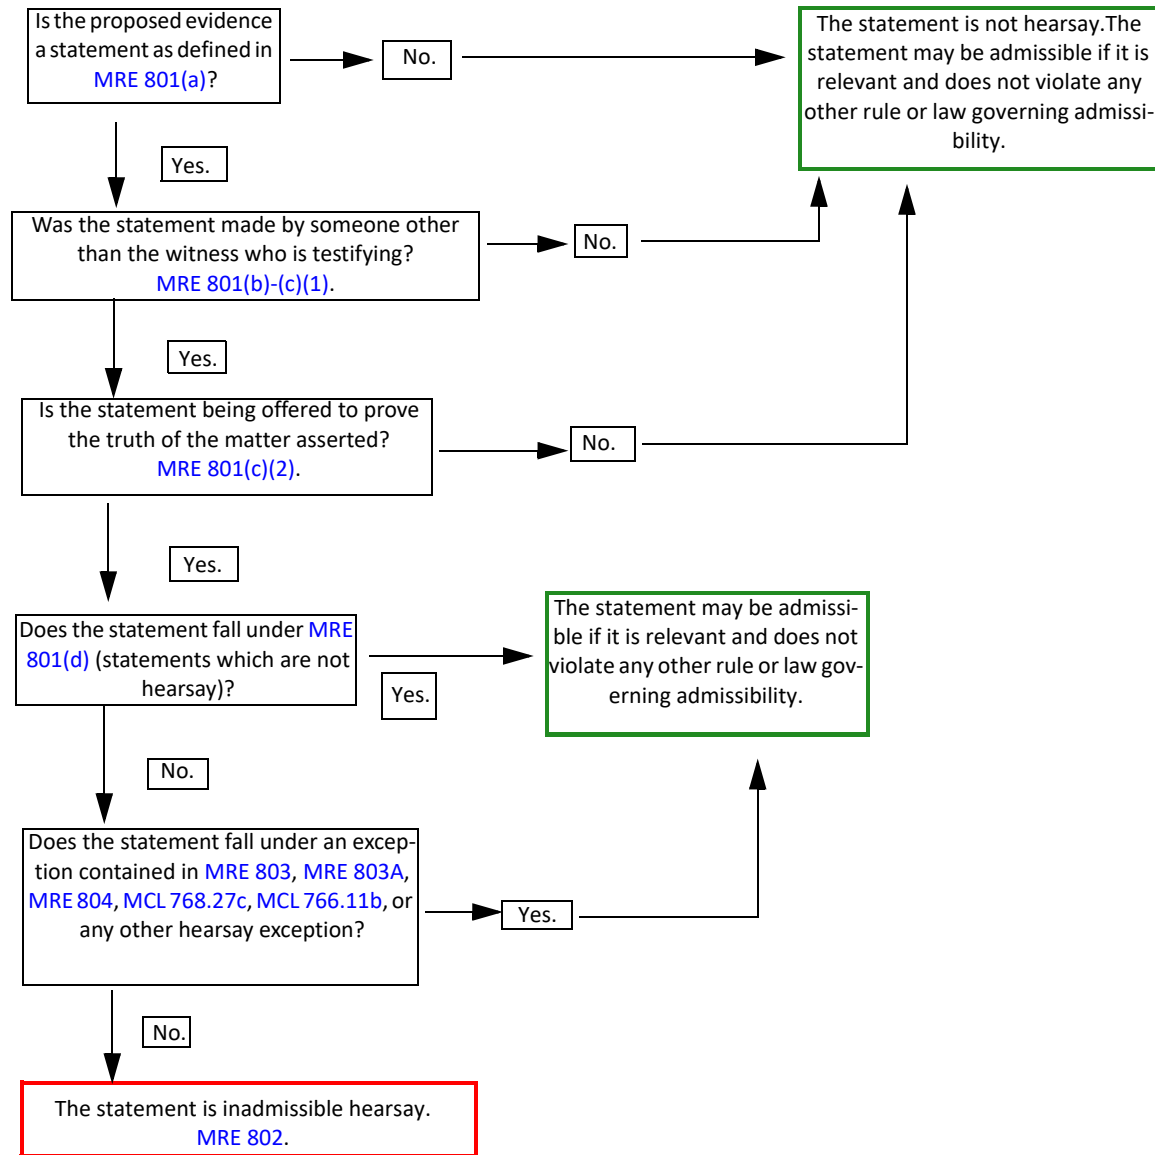 Is the proposed evidence
a statement as defined in
MRE 801(a)?
No.
The statement is not hearsay.The
statement may be admissible if it is
relevant and does not violate any
other rule or law governing admissi-
bility.
Yes.
Was the statement made by someone other
than the witness who is testifying?
MRE 801(b)-(c)(1).
No.
Yes.
Is the statement being offered to prove
the truth of the matter asserted?
MRE 801(c)(2).
No.
Yes.
Does the statement fall under MRE
801(d) (statements which are not
hearsay)?
Yes.
The statement may be admissi-
ble if it is relevant and does not
violate any other rule or law gov-
erning admissibility.
No.
Does the statement fall under an excep-
tion contained in MRE 803, MRE 803A,
MRE 804, MCL 768.27c, MCL 766.11b, or
any other hearsay exception?
Yes.
No.
The statement is inadmissible hearsay.
MRE 802.